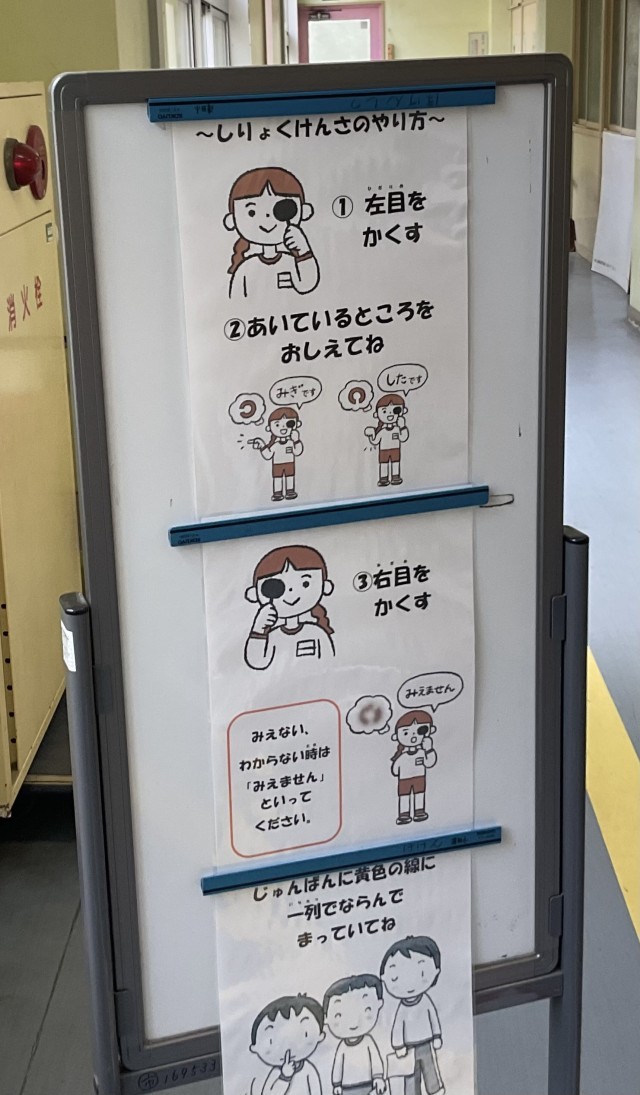 ~しりょくけんさのやり方~
① 左目を
かくす
②あいているところを
おしえてね
みぎです
したです
③右目を
かくす
みえません
みえない、
わからない時は
「みえません」
といって
ください。
じゅんばんに黄色の線に
一列でならんで
まっていてね
消火栓